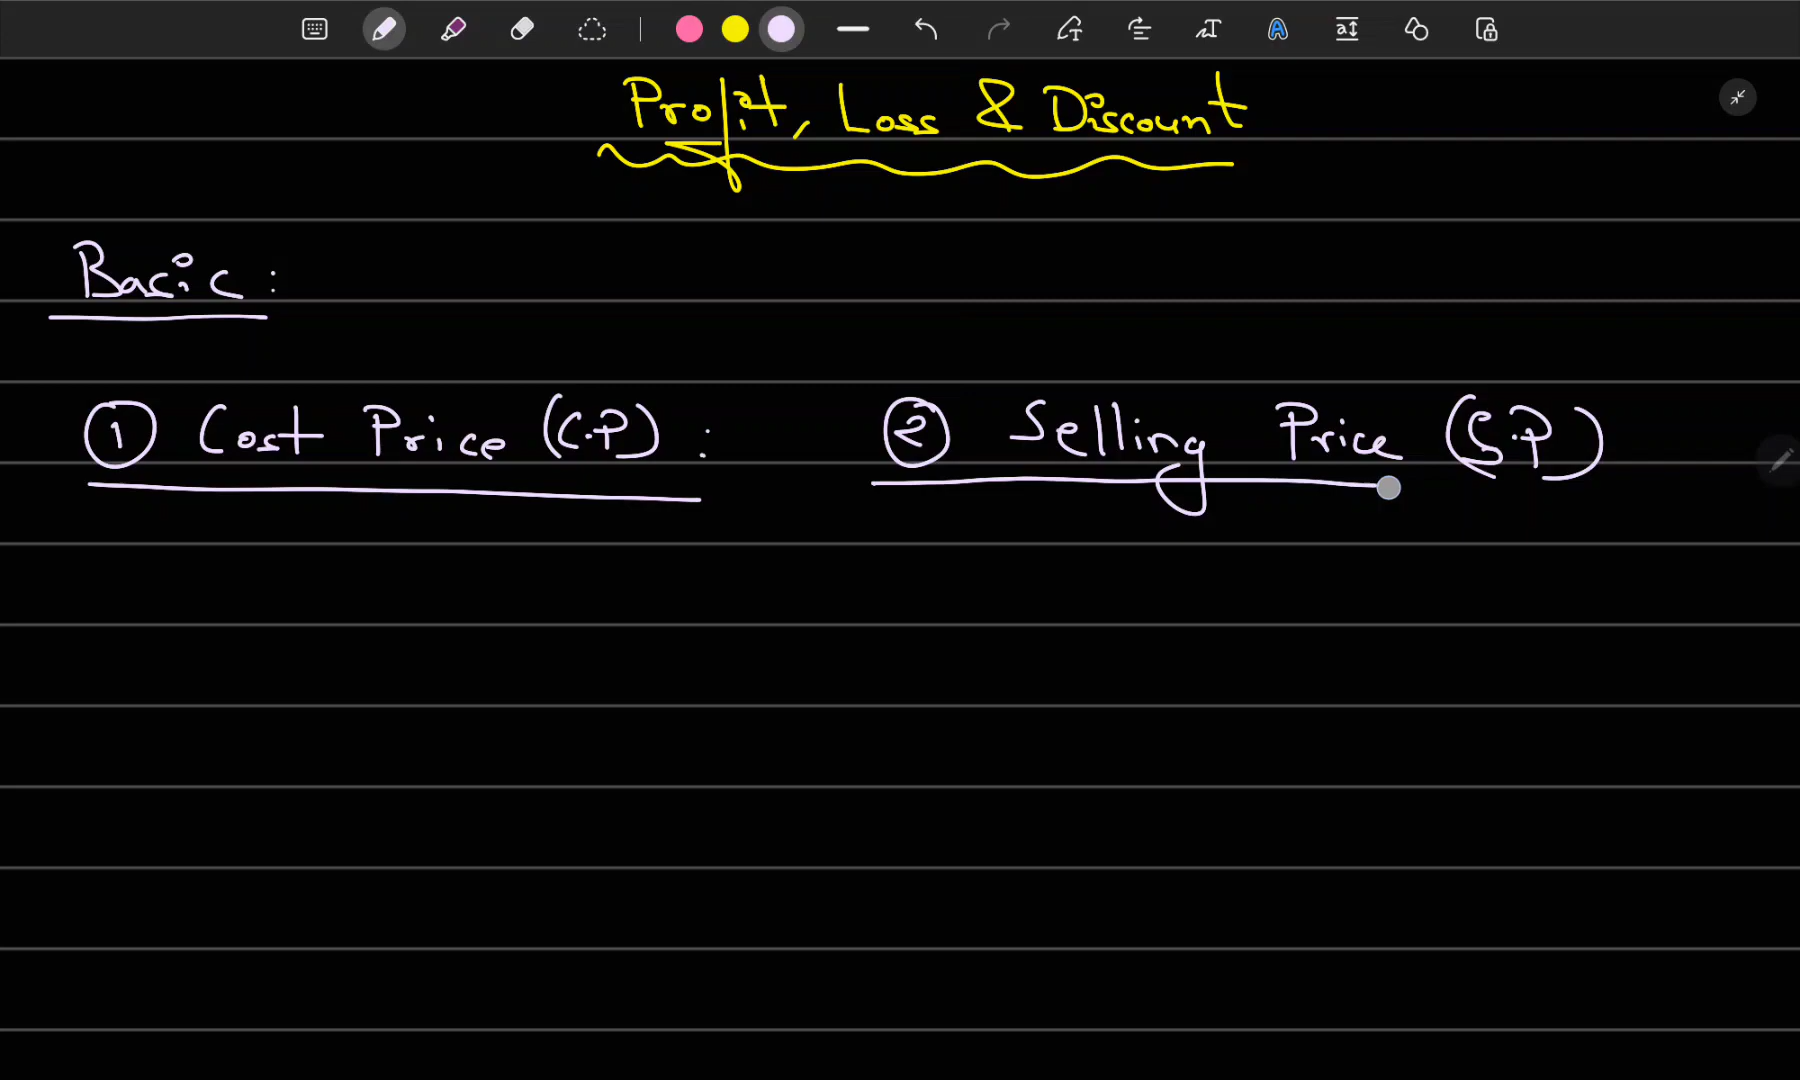 Profit, Loss & Discount
Basic :
① Cost Price (C.P) : ② Selling Price (S.P)